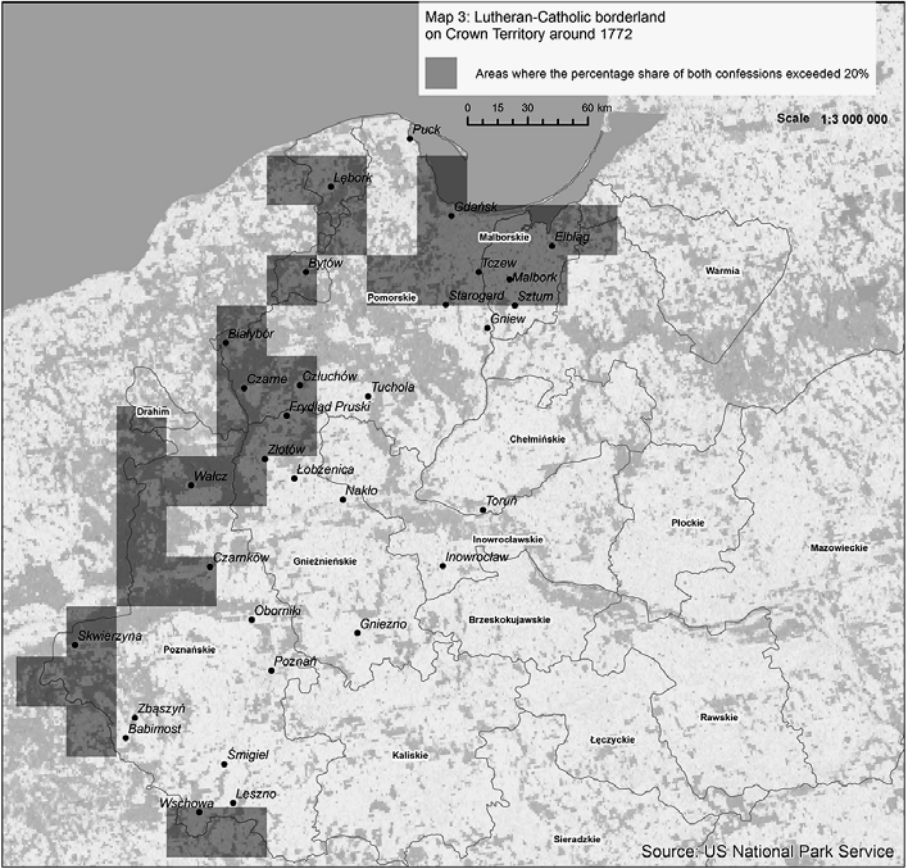 Map 3: Lutheran-Catholic borderland
on Crown Territory around 1772
Areas where the percentage share of both confessions exceeded 20%
0 15 30 60 km
Scale 1:3 000 000
Puck
Lębork
Gdańsk
Malborskie
Elbląg
Bytów
Tczew
Malbork
Warmia
Pomorskie
Starogard
Sztum
Gniew
Białybór
Czarne
Człuchów
Tuchola
Drahim
Frydląd Pruski
Chełmińskie
Złotów
Wałcz
Łobżenica
Nakło
Toruń
Płockie
Inowrocławskie
Mazowieckie
Czarnków
Gnieźnieńskie
Inowrocław
Oborniki
Gniezno
Brzeskokujawskie
Skwierzyna
Poznańskie
Poznań
Zbąszyń
Babimost
Rawskie
Łęczyckie
Śmigiel
Kaliskie
Wschowa
Leszno
Sieradzkie
Source: US National Park Service